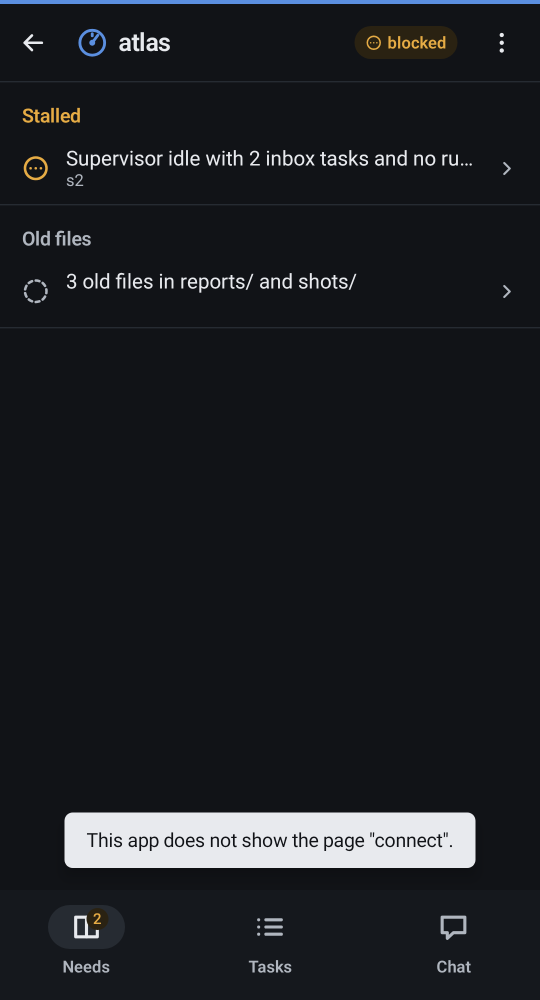 atlas
blocked
Stalled
Supervisor idle with 2 inbox tasks and no ru...
s2
Old files
3 old files in reports/ and shots/
This app does not show the page "connect".
2
Needs
Tasks
Chat